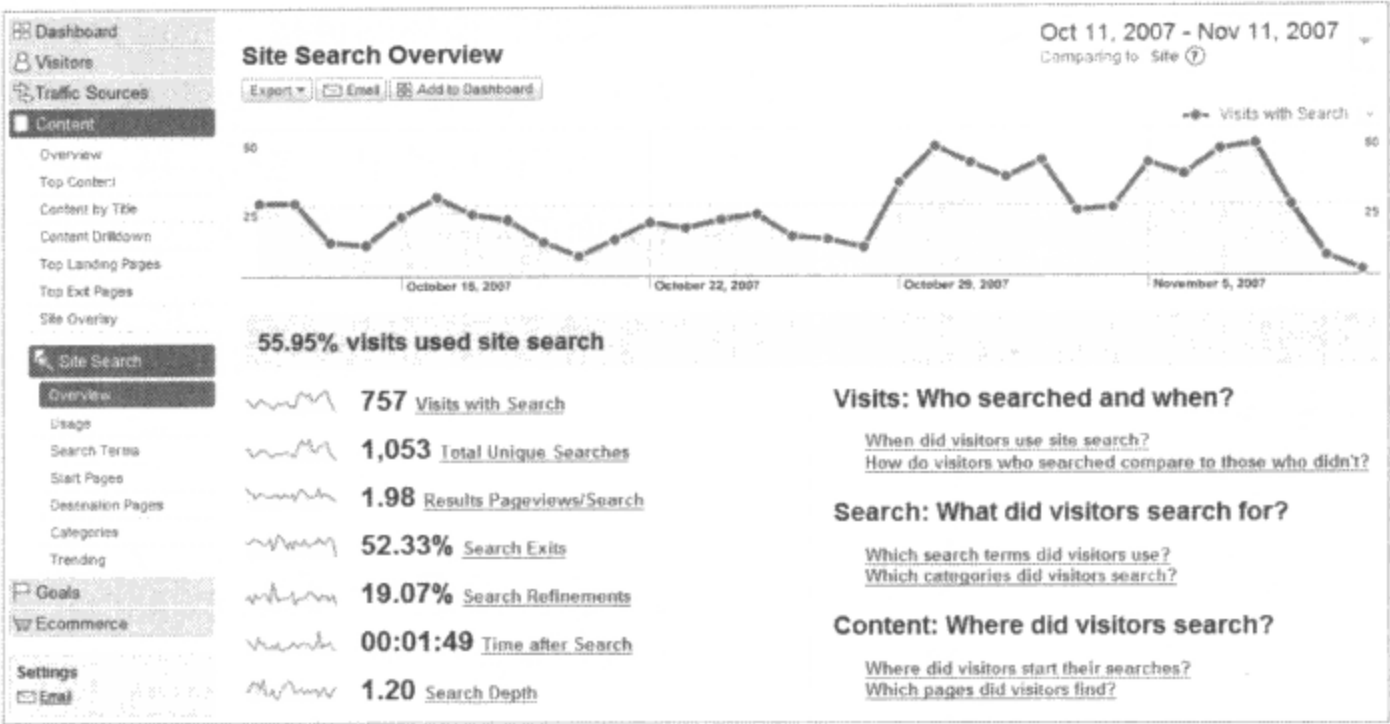 Dashboard
Visitors
Traffic Sources
Content
Overview
Top Content
Content by Title
Content Drilldown
Top Landing Pages
Top Exit Pages
Site Overlay
Site Search
Overview
Usage
Search Terms
Start Pages
Destination Pages
Categories
Trending
Goals
Ecommerce
Settings
Email
Site Search Overview
Oct 11, 2007 - Nov 11, 2007
Comparing to Site ?
Export Email Add to Dashboard
Visits with Search
50 50
25 25
October 15, 2007 October 22, 2007 October 29, 2007 November 5, 2007
55.95% visits used site search
757 Visits with Search
1,053 Total Unique Searches
1.98 Results Pageviews/Search
52.33% Search Exits
19.07% Search Refinements
00:01:49 Time after Search
1.20 Search Depth
Visits: Who searched and when?
When did visitors use site search?
How do visitors who searched compare to those who didn't?
Search: What did visitors search for?
Which search terms did visitors use?
Which categories did visitors search?
Content: Where did visitors search?
Where did visitors start their searches?
Which pages did visitors find?